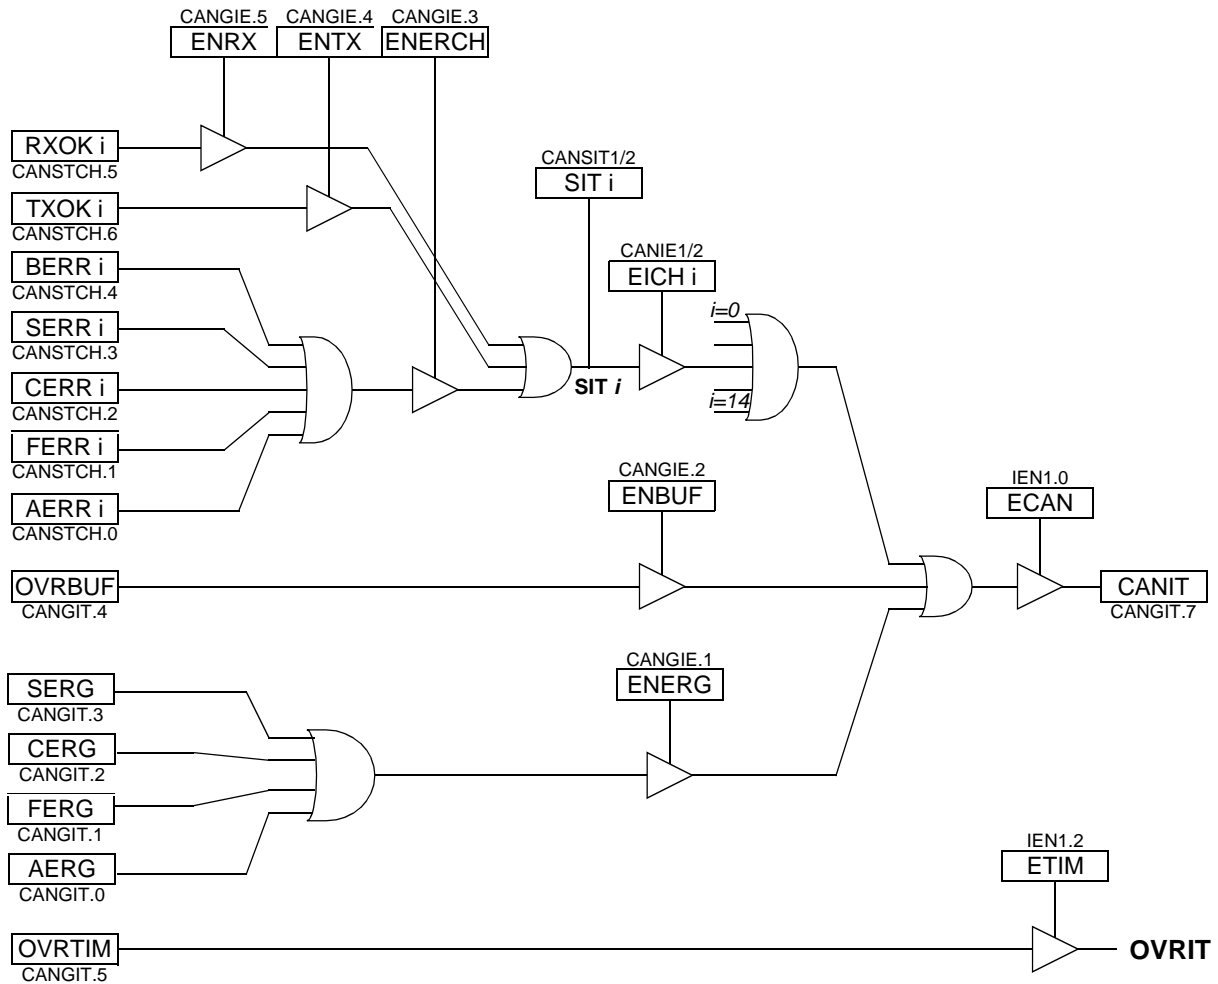 CANGIE.5 CANGIE.4 CANGIE.3
ENRX ENTX ENERCH
RXOK i
CANSTCH.5
CANSIT1/2
SIT i
TXOK i
CANSTCH.6
CANIE1/2
EICH i
BERR i
CANSTCH.4
i=0
SERR i
CANSTCH.3
SIT i
CERR i
CANSTCH.2
i=14
FERR i
CANSTCH.1
AERR i
CANSTCH.0
CANGIE.2
ENBUF
IEN1.0
ECAN
OVRBUF
CANGIT.4
CANIT
CANGIT.7
CANGIE.1
ENERG
SERG
CANGIT.3
CERG
CANGIT.2
FERG
CANGIT.1
AERG
CANGIT.0
IEN1.2
ETIM
OVRTIM
CANGIT.5
OVRIT